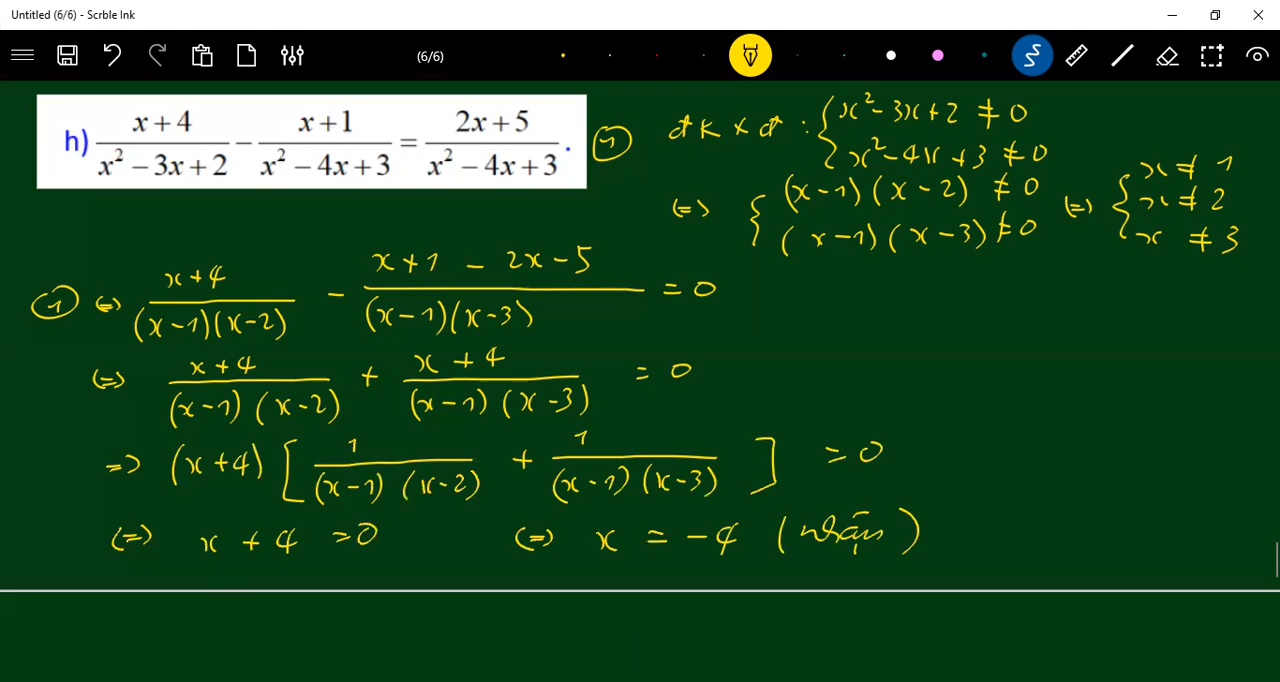 Untitled (6/6) - Scrble Ink
(6/6)
h) (x+4)/(x² − 3x + 2) − (x+1)/(x² − 4x + 3) = (2x+5)/(x² − 4x + 3).
① đkxđ: { x² − 3x + 2 ≠ 0
x² − 4x + 3 ≠ 0
(=) { (x−1)(x−2) ≠ 0
(x−1)(x−3) ≠ 0
(=) { x ≠ 1
x ≠ 2
x ≠ 3
① (=) (x+4)/((x−1)(x−2)) − (x+1 − 2x−5)/((x−1)(x−3)) = 0
(=) (x+4)/((x−1)(x−2)) + (x+4)/((x−1)(x−3)) = 0
=) (x+4) [ 1/((x−1)(x−2)) + 1/((x−1)(x−3)) ] = 0
(=) x + 4 = 0 (=) x = −4 (nhận)